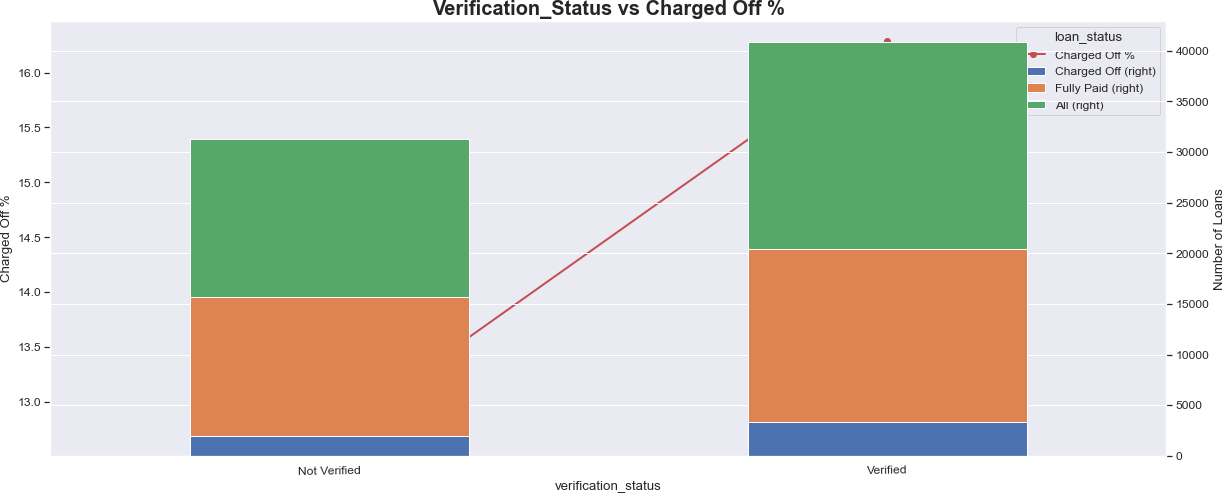 Verification_Status vs Charged Off %
loan_status
Charged Off %
Charged Off (right)
Fully Paid (right)
All (right)
16.0
15.5
15.0
14.5
14.0
13.5
13.0
Charged Off %
40000
35000
30000
25000
20000
15000
10000
5000
0
Number of Loans
Not Verified
Verified
verification_status